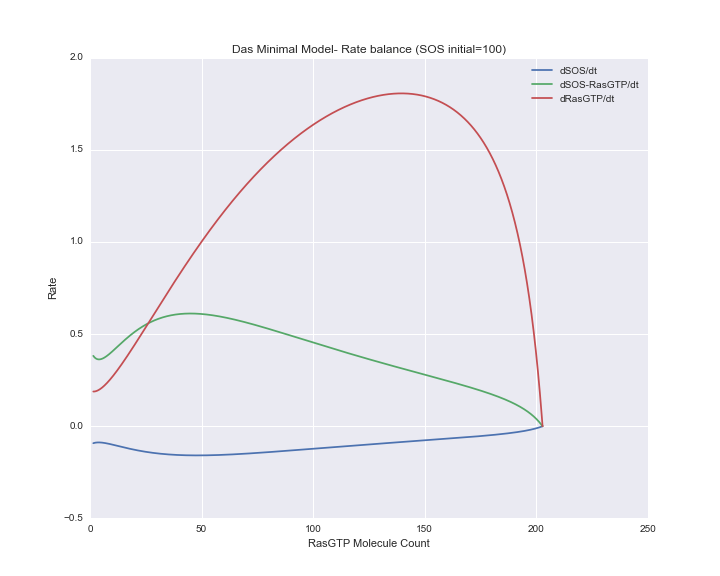 Das Minimal Model- Rate balance (SOS initial=100)
2.0
1.5
1.0
0.5
0.0
−0.5
Rate
dSOS/dt
dSOS-RasGTP/dt
dRasGTP/dt
0 50 100 150 200 250
RasGTP Molecule Count